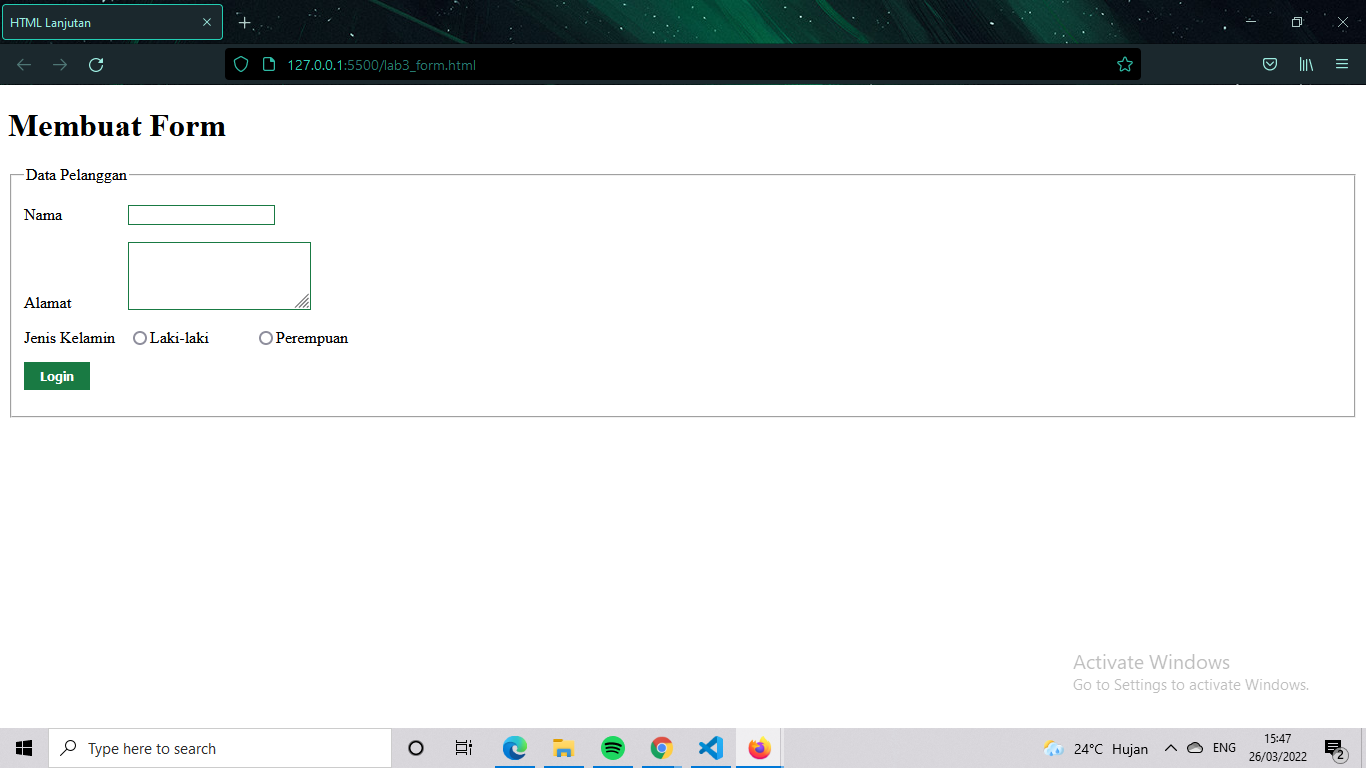 HTML Lanjutan
127.0.0.1:5500/lab3_form.html
Membuat Form
Data Pelanggan
Nama
Alamat
Jenis Kelamin Laki-laki Perempuan
Login
Activate Windows
Go to Settings to activate Windows.
Type here to search
24°C Hujan
ENG
15:47
26/03/2022
2